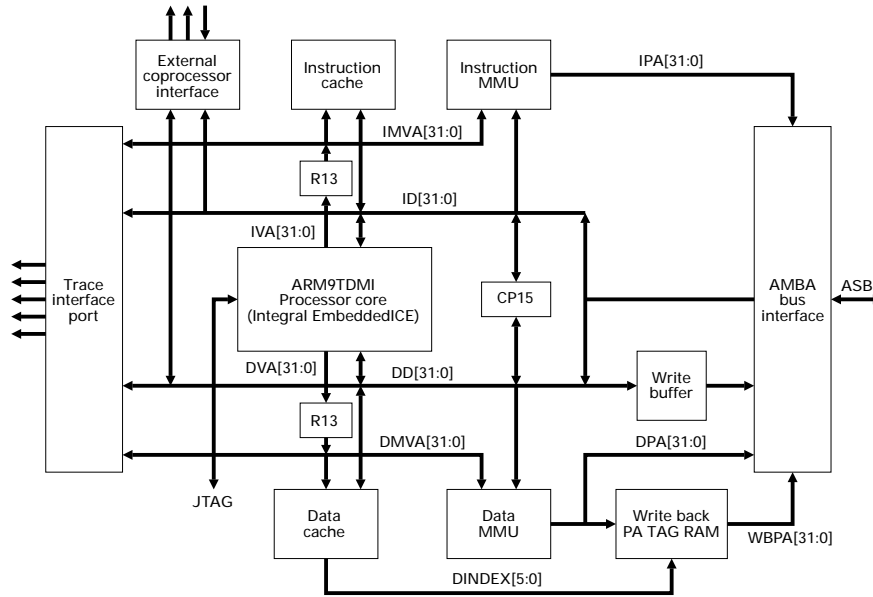 External
coprocessor
interface
Instruction
cache
Instruction
MMU
IPA[31:0]
IMVA[31:0]
R13
ID[31:0]
IVA[31:0]
Trace
interface
port
ARM9TDMI
Processor core
(Integral EmbeddedICE)
CP15
AMBA
bus
interface
ASB
DVA[31:0]
DD[31:0]
Write
buffer
R13
DMVA[31:0]
DPA[31:0]
JTAG
Data
cache
Data
MMU
Write back
PA TAG RAM
WBPA[31:0]
DINDEX[5:0]